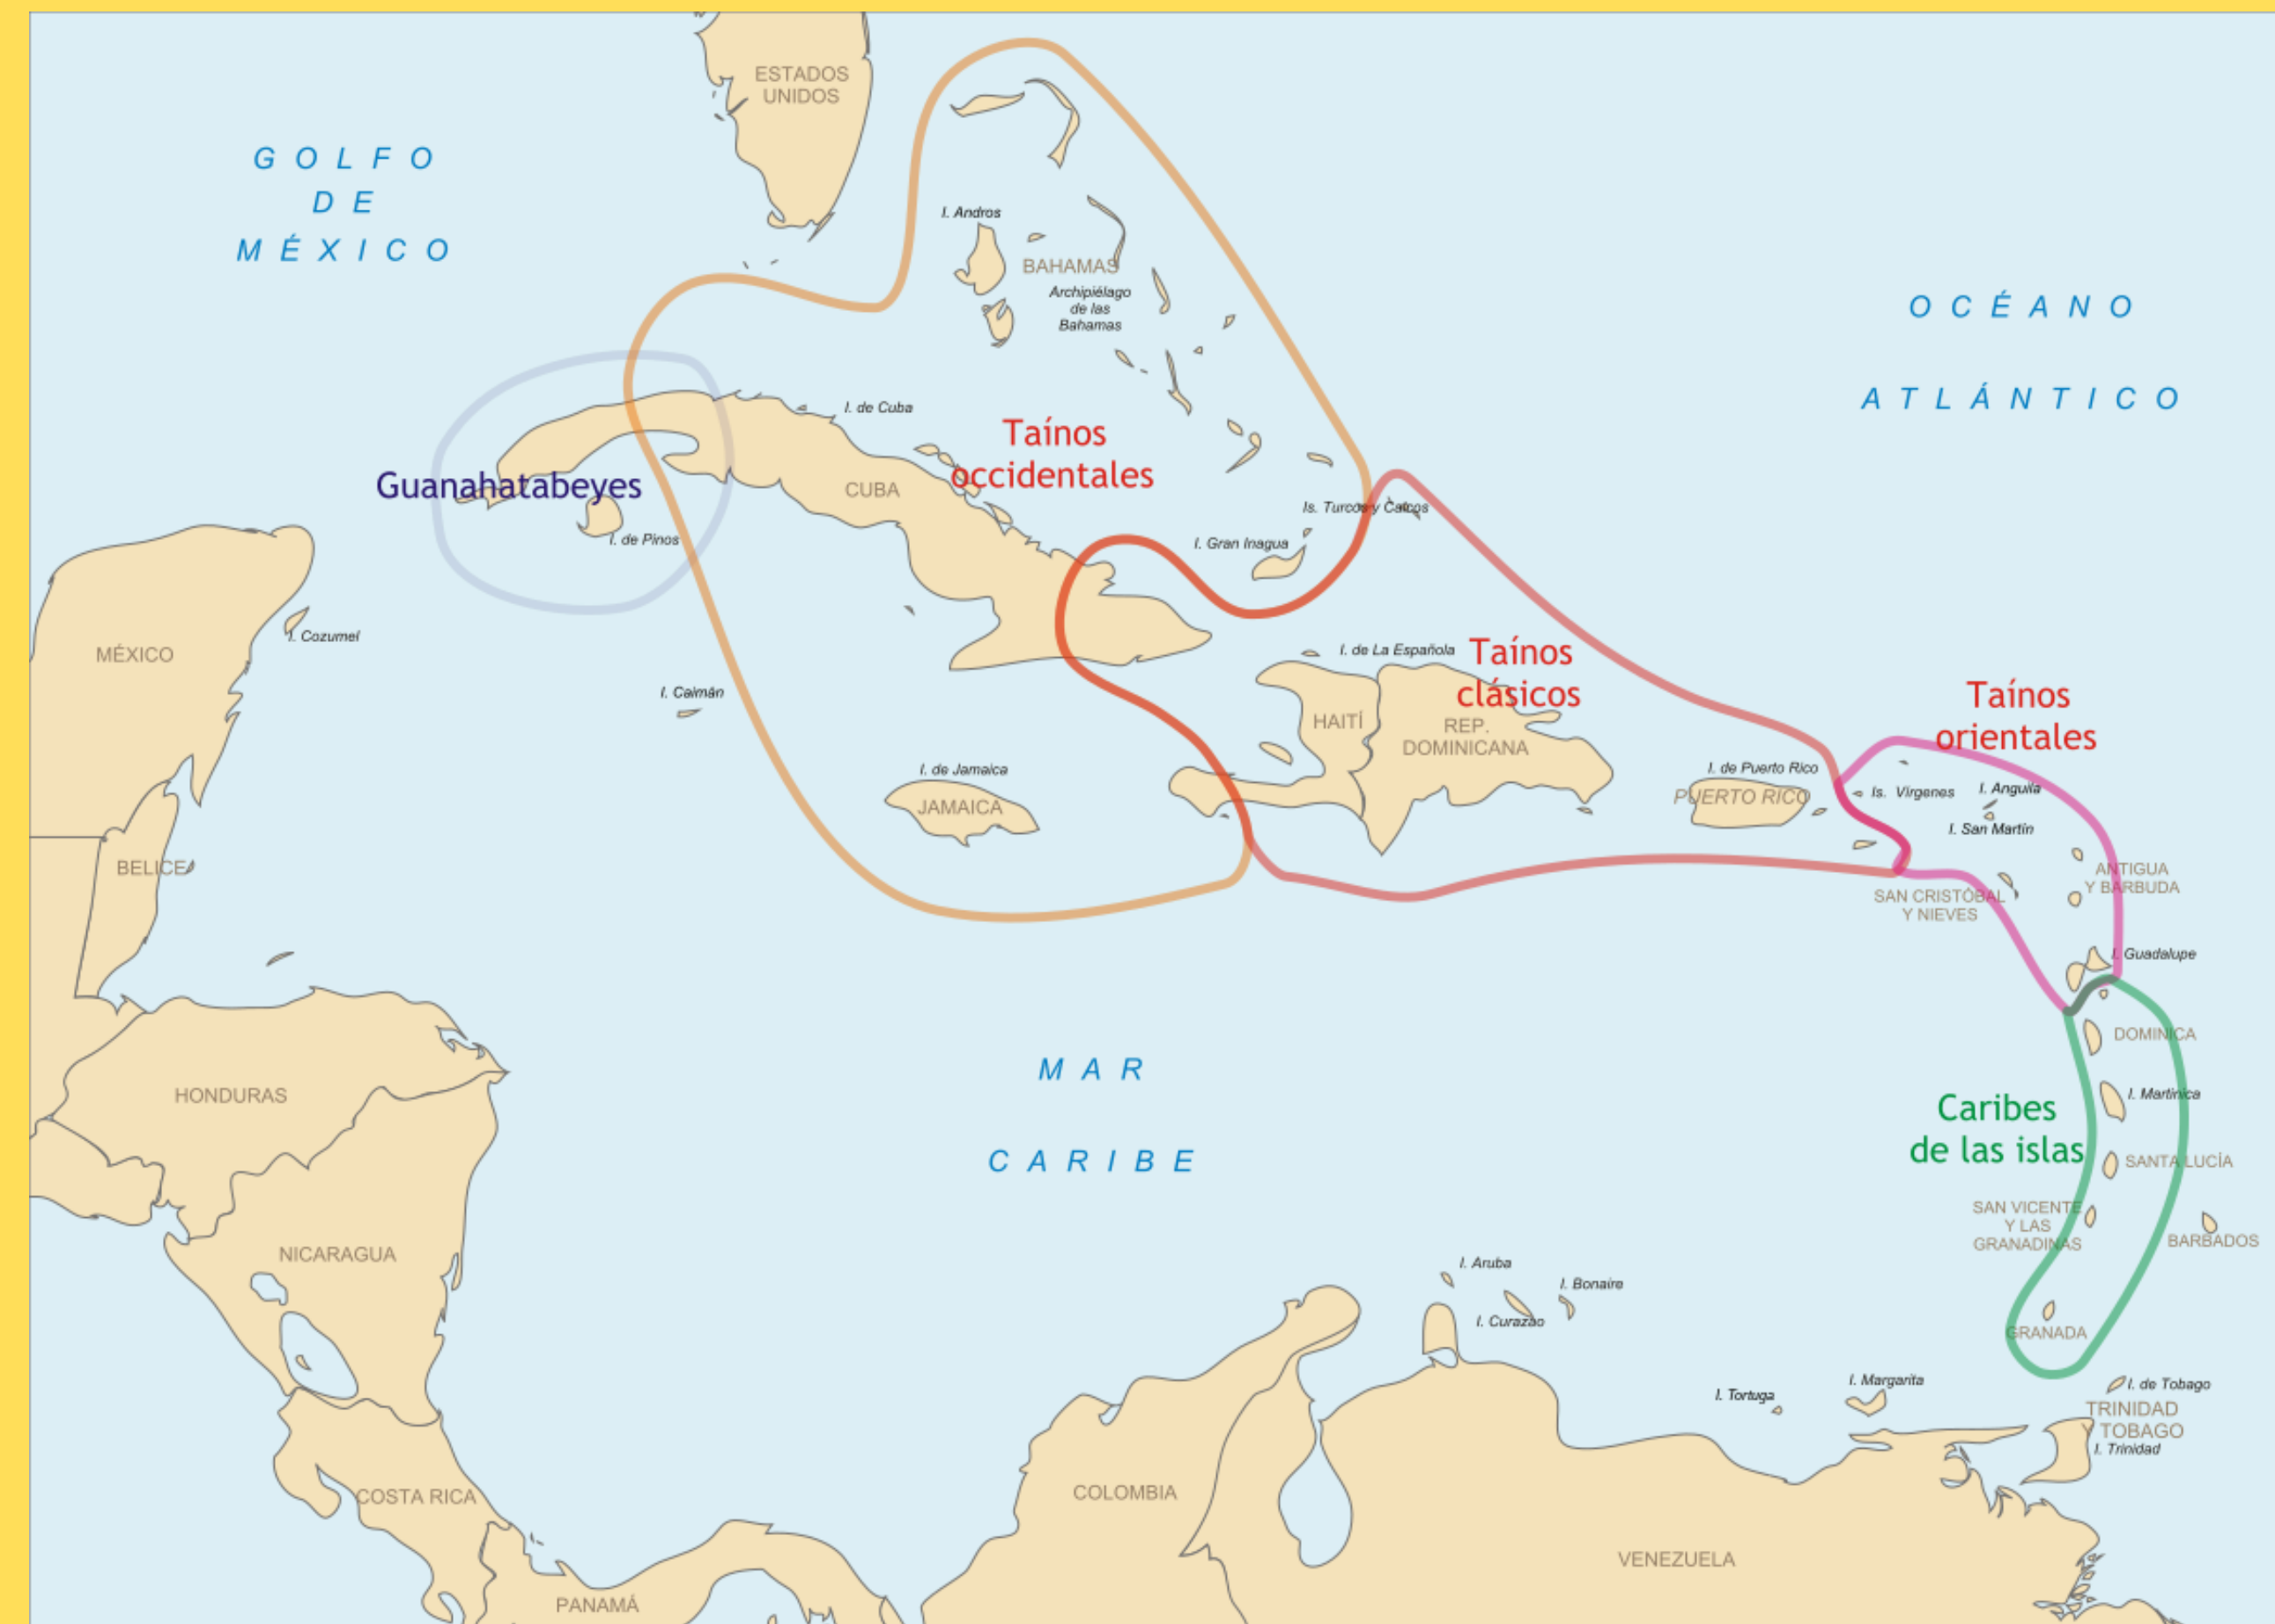 ESTADOS
UNIDOS
GOLFO
DE
MÉXICO
I. Andros
BAHAMAS
Archipiélago
de las
Bahamas
OCÉANO
ATLÁNTICO
I. de Cuba
Taínos
occidentales
Guanahatabeyes
CUBA
Is. Turcos y Caicos
I. de Pinos
I. Gran Inagua
I. Cozumel
MÉXICO
I. de La Española
Taínos
clásicos
I. Caimán
HAITÍ
REP.
DOMINICANA
Taínos
orientales
I. de Jamaica
JAMAICA
I. de Puerto Rico
PUERTO RICO
Is. Vírgenes
I. Anguila
I. San Martín
BELICE
ANTIGUA
Y BARBUDA
SAN CRISTÓBAL
Y NIEVES
I. Guadalupe
DOMINICA
MAR
CARIBE
HONDURAS
I. Martinica
Caribes
de las islas
SANTA LUCÍA
SAN VICENTE
Y LAS
GRANADINAS
BARBADOS
NICARAGUA
I. Aruba
I. Bonaire
I. Curazao
GRANADA
I. Tortuga
I. Margarita
I. de Tobago
TRINIDAD
Y TOBAGO
I. Trinidad
COSTA RICA
COLOMBIA
VENEZUELA
PANAMÁ